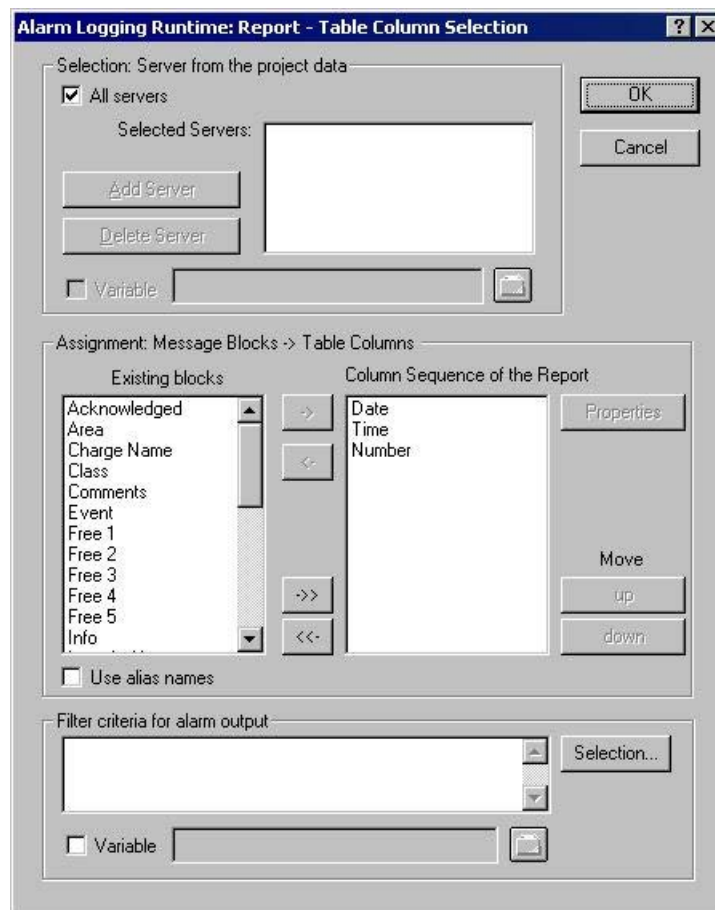 Alarm Logging Runtime: Report - Table Column Selection
Selection: Server from the project data
All servers
OK
Selected Servers:
Cancel
Add Server
Delete Server
Variable
Assignment: Message Blocks -> Table Columns
Existing blocks
Column Sequence of the Report
Acknowledged
Area
Charge Name
Class
Comments
Event
Free 1
Free 2
Free 3
Free 4
Free 5
Info
->
<-
->>
<<-
Date
Time
Number
Properties
Move
up
down
Use alias names
Filter criteria for alarm output
Selection...
Variable